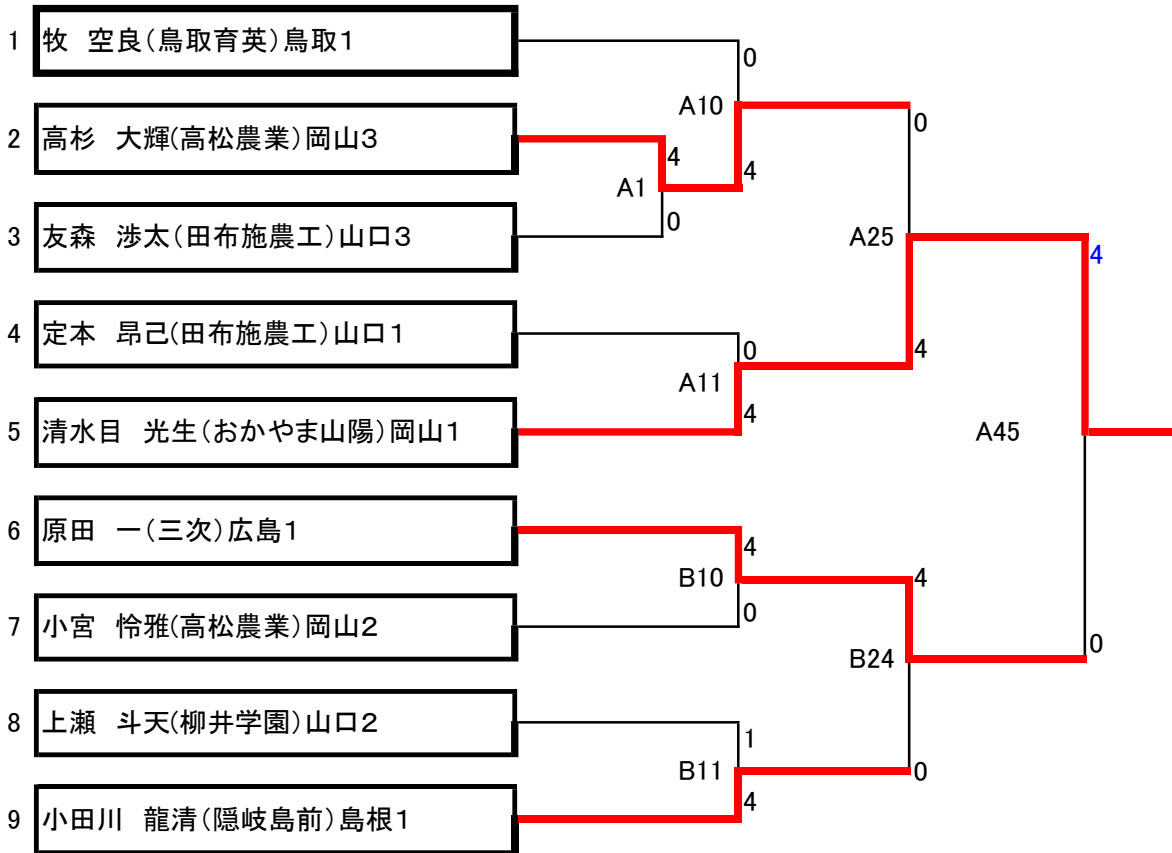 1 牧　空良(鳥取育英)鳥取1
0
A10
2 高杉　大輝(高松農業)岡山3
0
4
4
A1
0
3 友森　渉太(田布施農工)山口3
A25
4
4 定本　昂己(田布施農工)山口1
0
4
A11
4
5 清水目　光生(おかやま山陽)岡山1
A45
6 原田　一(三次)広島1
4
B10
4
0
7 小宮　怜雅(高松農業)岡山2
0
B24
8 上瀬　斗天(柳井学園)山口2
1
B11
0
4
9 小田川　龍清(隠岐島前)島根1